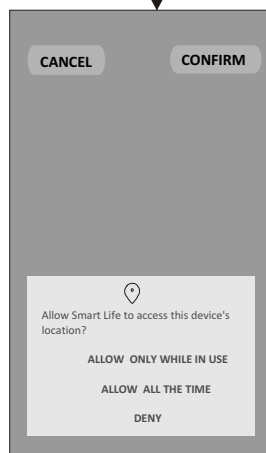 CANCEL
CONFIRM
Allow Smart Life to access this device's
location?
ALLOW ONLY WHILE IN USE
ALLOW ALL THE TIME
DENY